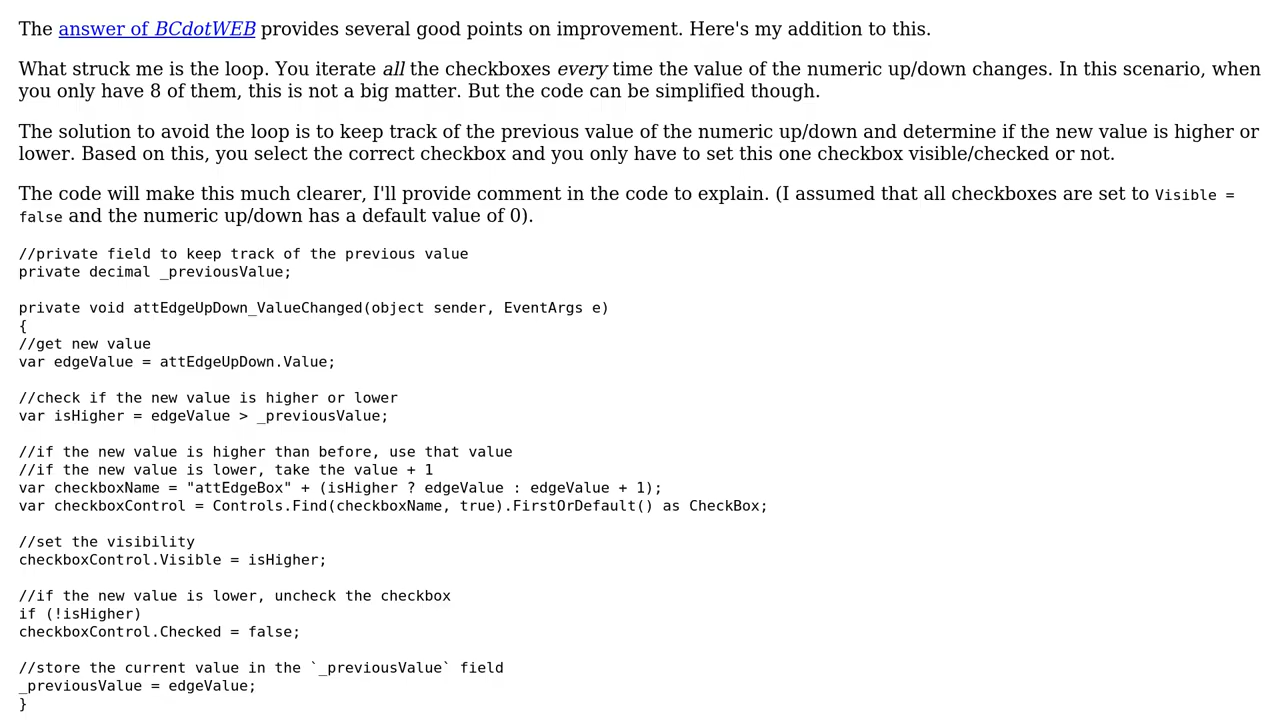 The answer of BCdotWEB provides several good points on improvement. Here's my addition to this.
What struck me is the loop. You iterate all the checkboxes every time the value of the numeric up/down changes. In this scenario, when
you only have 8 of them, this is not a big matter. But the code can be simplified though.
The solution to avoid the loop is to keep track of the previous value of the numeric up/down and determine if the new value is higher or
lower. Based on this, you select the correct checkbox and you only have to set this one checkbox visible/checked or not.
The code will make this much clearer, I'll provide comment in the code to explain. (I assumed that all checkboxes are set to Visible =
false and the numeric up/down has a default value of 0).
//private field to keep track of the previous value
private decimal _previousValue;
private void attEdgeUpDown_ValueChanged(object sender, EventArgs e)
{
//get new value
var edgeValue = attEdgeUpDown.Value;
//check if the new value is higher or lower
var isHigher = edgeValue > _previousValue;
//if the new value is higher than before, use that value
//if the new value is lower, take the value + 1
var checkboxName = "attEdgeBox" + (isHigher ? edgeValue : edgeValue + 1);
var checkboxControl = Controls.Find(checkboxName, true).FirstOrDefault() as CheckBox;
//set the visibility
checkboxControl.Visible = isHigher;
//if the new value is lower, uncheck the checkbox
if (!isHigher)
checkboxControl.Checked = false;
//store the current value in the `_previousValue` field
_previousValue = edgeValue;
}